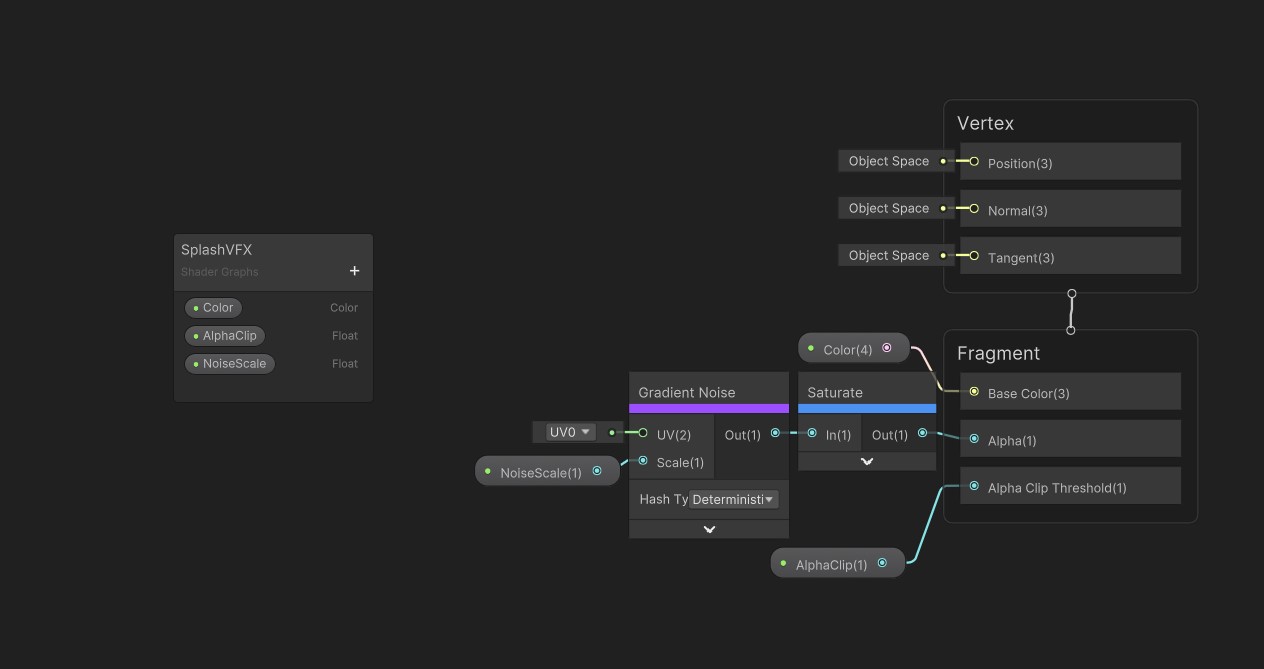 SplashVFX
Shader Graphs
+
Color Color
AlphaClip Float
NoiseScale Float
Vertex
Object Space Position(3)
Object Space Normal(3)
Object Space Tangent(3)
Fragment
Color(4)
Base Color(3)
Alpha(1)
Alpha Clip Threshold(1)
Gradient Noise
UV0 UV(2) Out(1)
NoiseScale(1) Scale(1)
Hash Ty Deterministi
Saturate
In(1) Out(1)
AlphaClip(1)